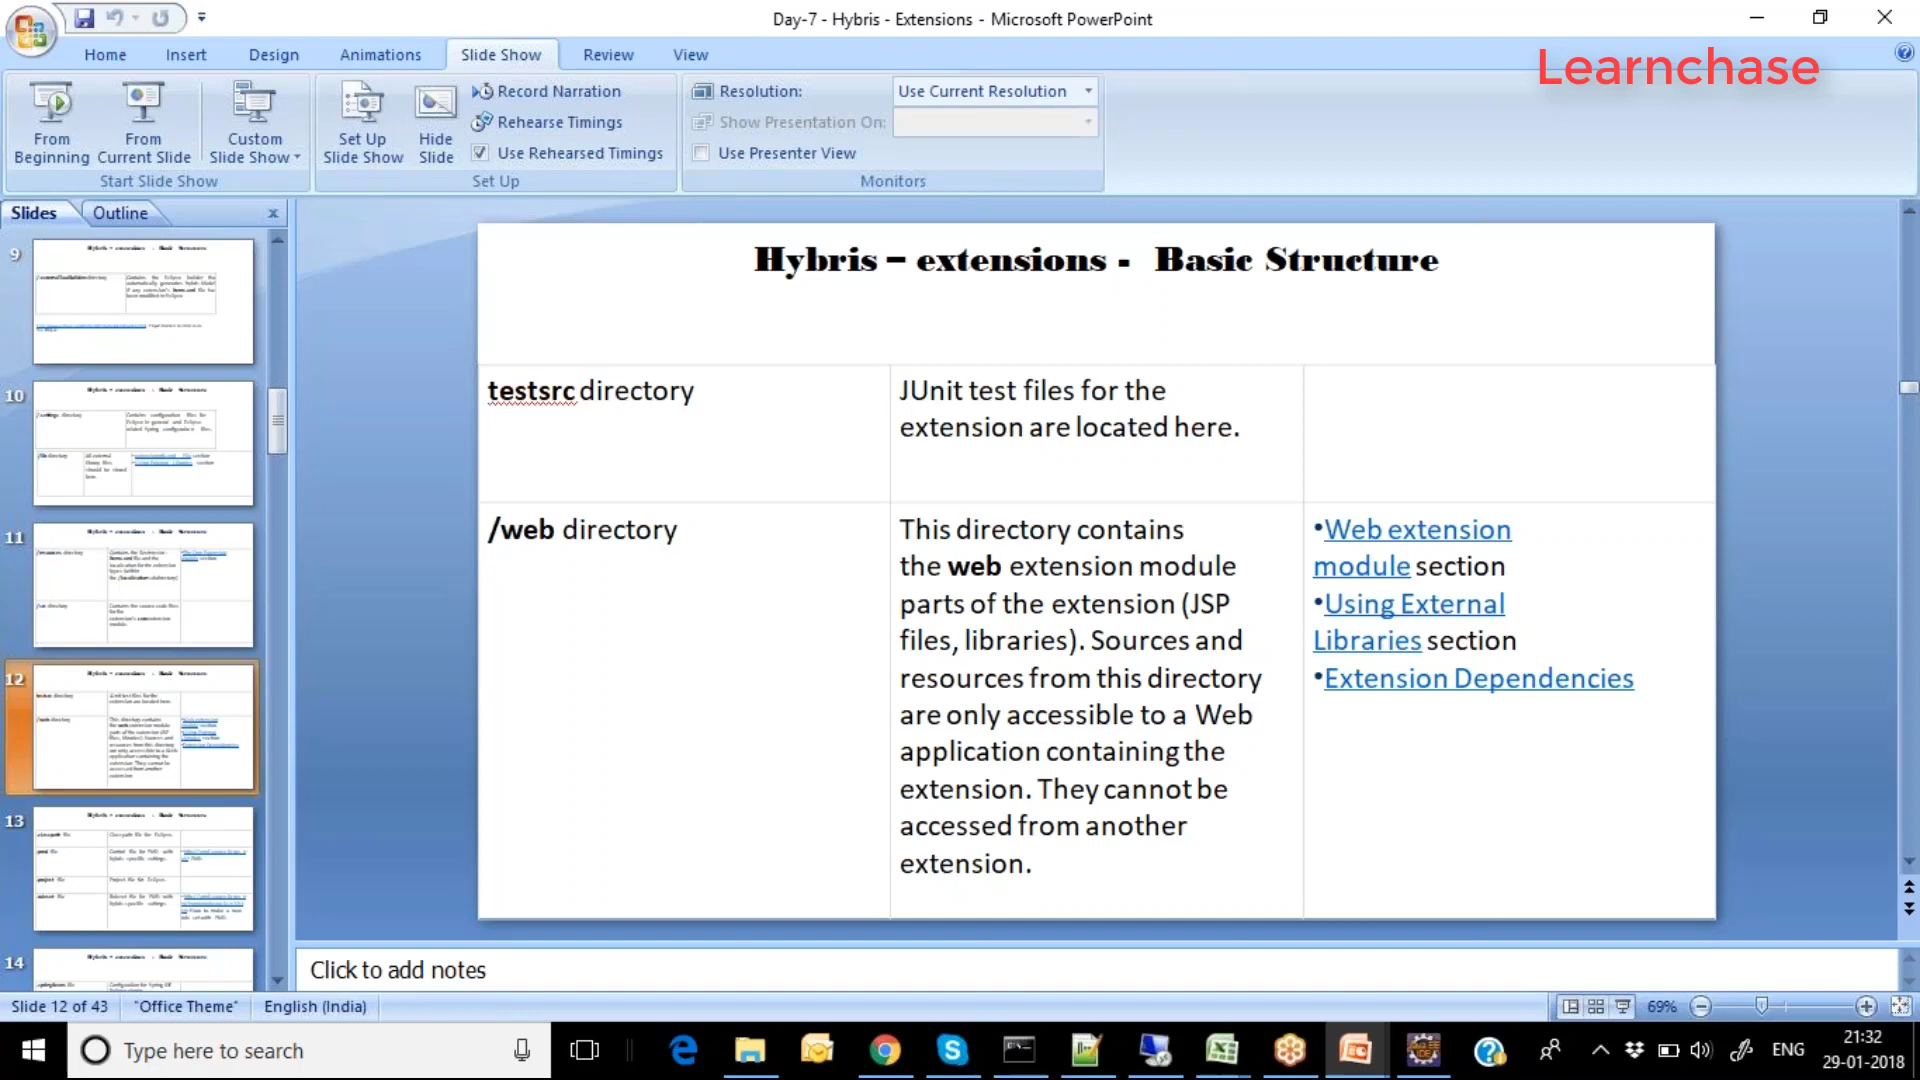 Day-7 - Hybris - Extensions - Microsoft PowerPoint
Home Insert Design Animations Slide Show Review View
Learnchase
From Beginning
From Current Slide
Custom Slide Show
Start Slide Show
Set Up Slide Show
Hide Slide
Record Narration
Rehearse Timings
Use Rehearsed Timings
Set Up
Resolution: Use Current Resolution
Show Presentation On:
Use Presenter View
Monitors
Slides Outline
9
10
11
12
13
14
Hybris – extensions - Basic Structure
testsrc directory
JUnit test files for the
extension are located here.
/web directory
This directory contains
the web extension module
parts of the extension (JSP
files, libraries). Sources and
resources from this directory
are only accessible to a Web
application containing the
extension. They cannot be
accessed from another
extension.
•Web extension
module section
•Using External
Libraries section
•Extension Dependencies
Click to add notes
Slide 12 of 43 "Office Theme" English (India) 69%
Type here to search
ENG
21:32
29-01-2018